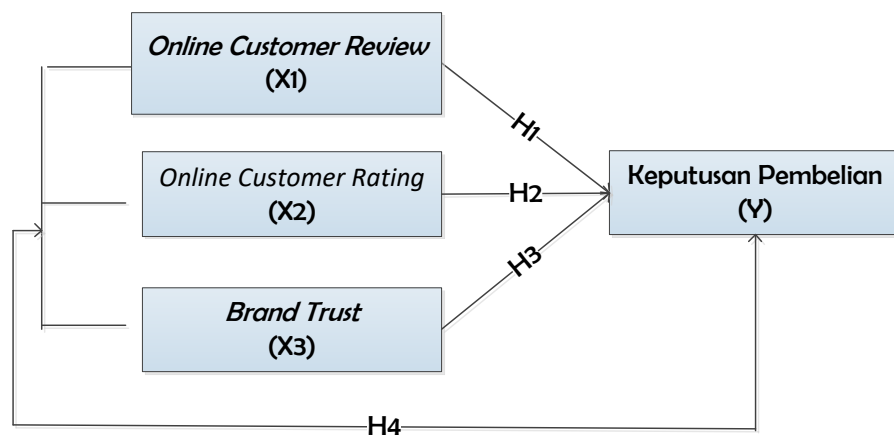 Online Customer Review
(X1)
H1
Online Customer Rating
(X2)
H2
Keputusan Pembelian
(Y)
H3
Brand Trust
(X3)
H4